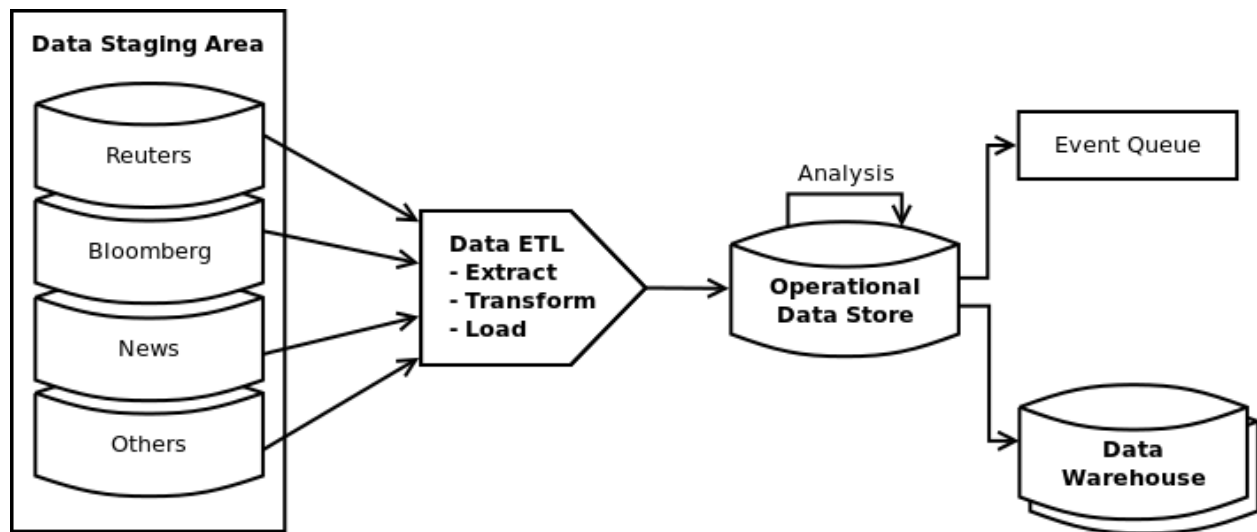 Data Staging Area
Reuters
Bloomberg
News
Others
Data ETL
- Extract
- Transform
- Load
Analysis
Operational
Data Store
Event Queue
Data
Warehouse